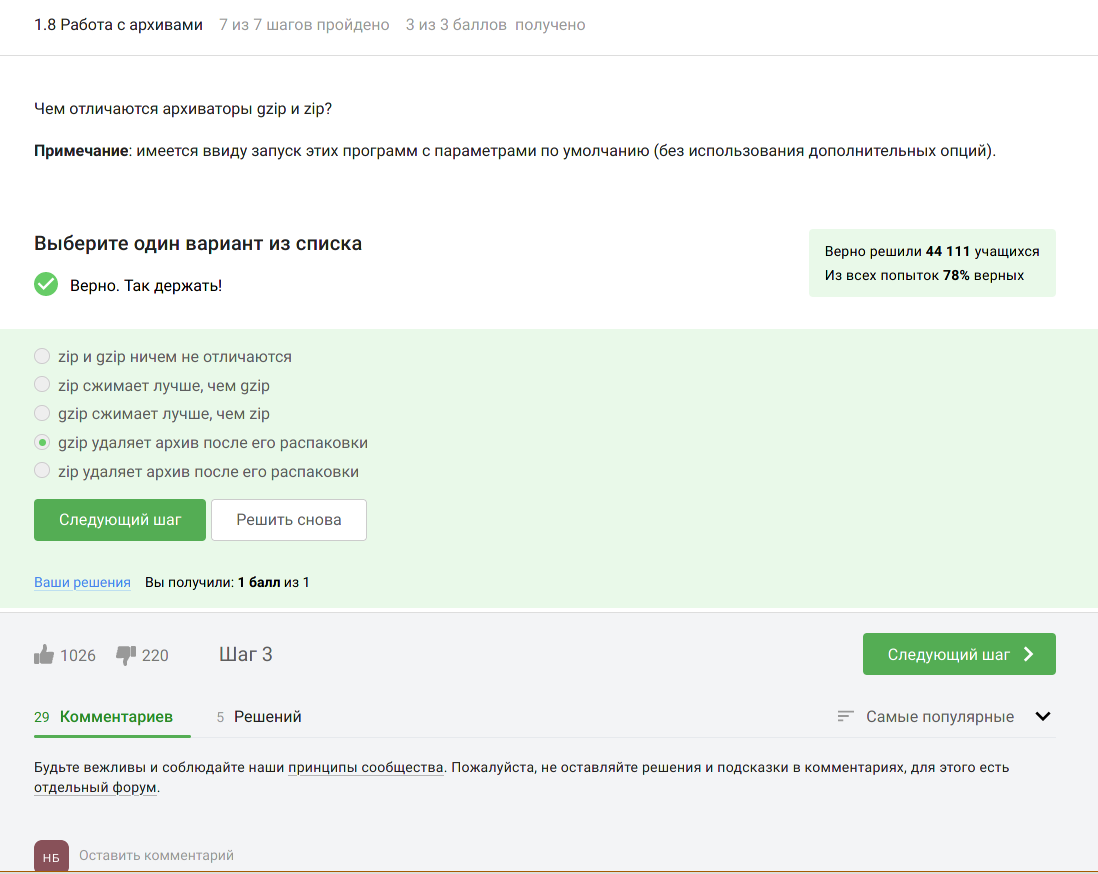 1.8 Работа с архивами 7 из 7 шагов пройдено 3 из 3 баллов получено
Чем отличаются архиваторы gzip и zip?
Примечание: имеется ввиду запуск этих программ с параметрами по умолчанию (без использования дополнительных опций).
Выберите один вариант из списка
Верно. Так держать!
Верно решили 44 111 учащихся
Из всех попыток 78% верных
zip и gzip ничем не отличаются
zip сжимает лучше, чем gzip
gzip сжимает лучше, чем zip
gzip удаляет архив после его распаковки
zip удаляет архив после его распаковки
Следующий шаг Решить снова
Ваши решения Вы получили: 1 балл из 1
1026 220 Шаг 3 Следующий шаг
29 Комментариев 5 Решений Самые популярные
Будьте вежливы и соблюдайте наши принципы сообщества. Пожалуйста, не оставляйте решения и подсказки в комментариях, для этого есть
отдельный форум.
НБ Оставить комментарий